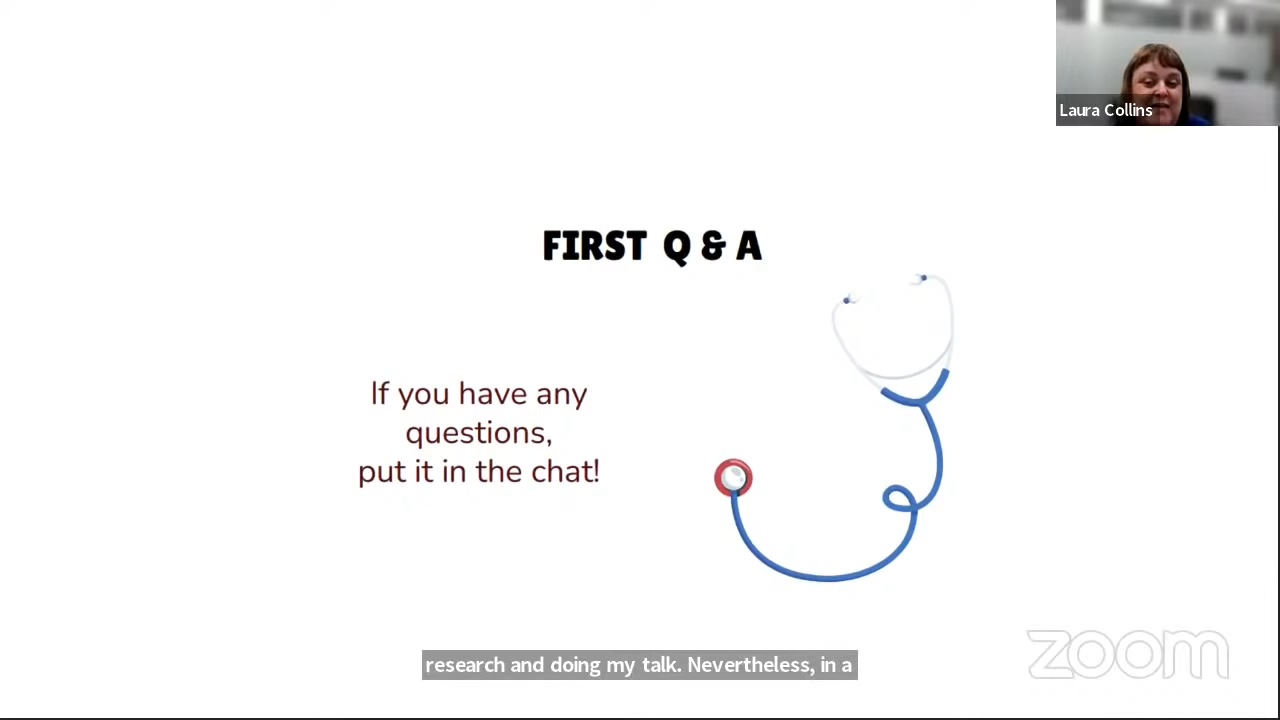 Laura Collins
FIRST Q & A
If you have any
questions,
put it in the chat!
research and doing my talk. Nevertheless, in a
zoom